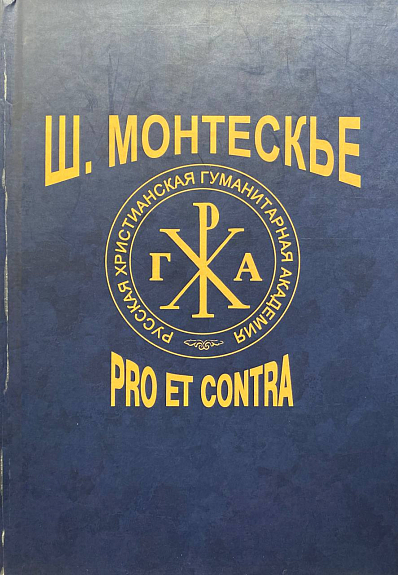 Ш. МОНТЕСКЬЕ
РУССКАЯ ХРИСТИАНСКАЯ ГУМАНИТАРНАЯ АКАДЕМИЯ
Р
Г Х А
PRO ET CONTRA